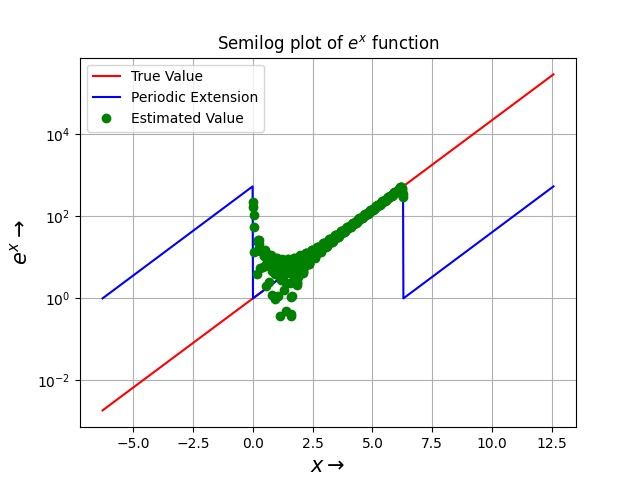 Semilog plot of e^x function
True Value
Periodic Extension
Estimated Value
e^x →
10^4
10^2
10^0
10^−2
−5.0 −2.5 0.0 2.5 5.0 7.5 10.0 12.5
x →